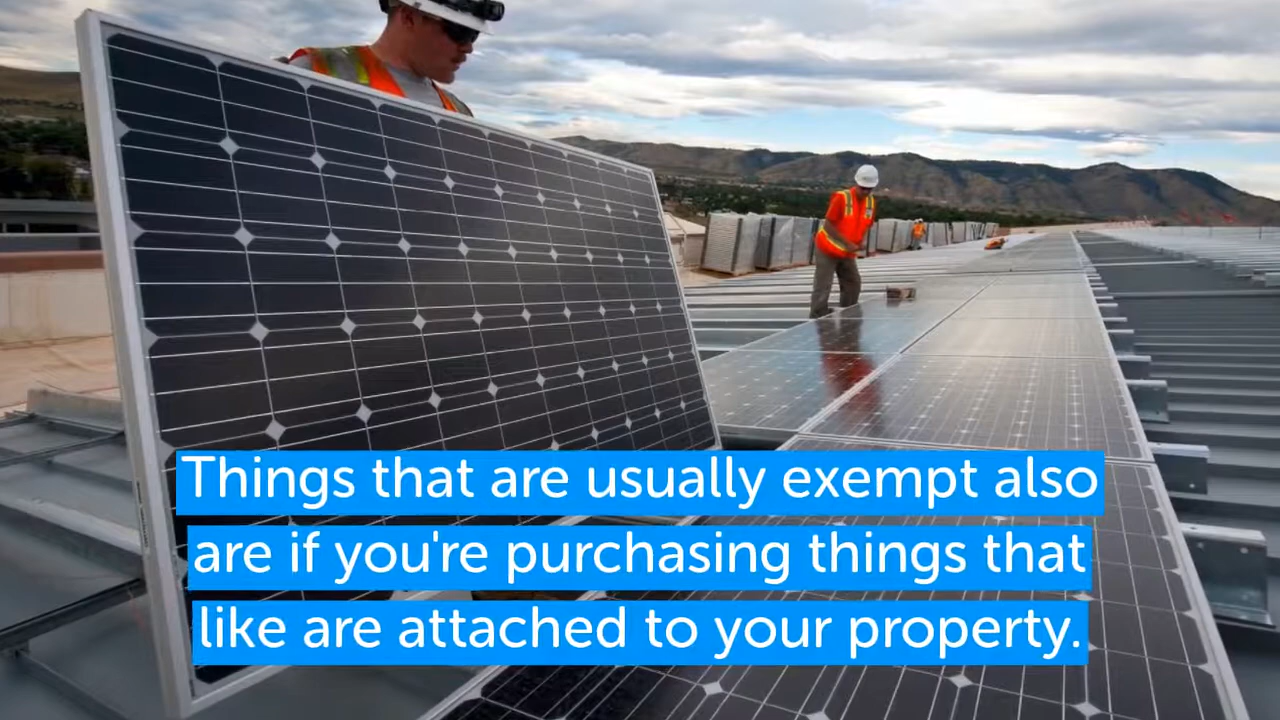 Things that are usually exempt also
are if you're purchasing things that
like are attached to your property.